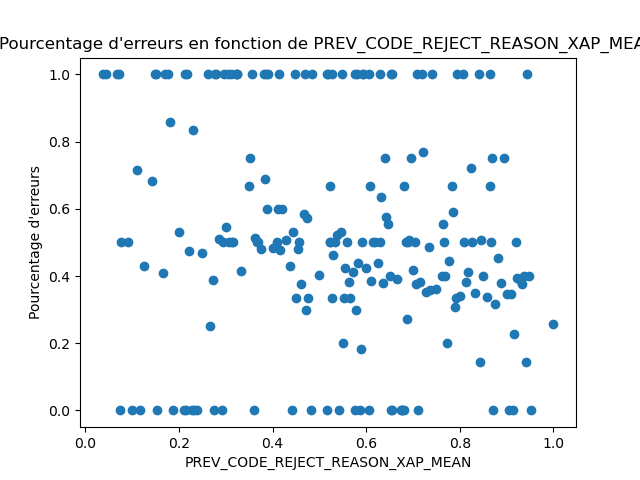 Pourcentage d'erreurs en fonction de PREV_CODE_REJECT_REASON_XAP_MEA
1.0
0.8
0.6
0.4
0.2
0.0
Pourcentage d'erreurs
0.0 0.2 0.4 0.6 0.8 1.0
PREV_CODE_REJECT_REASON_XAP_MEAN